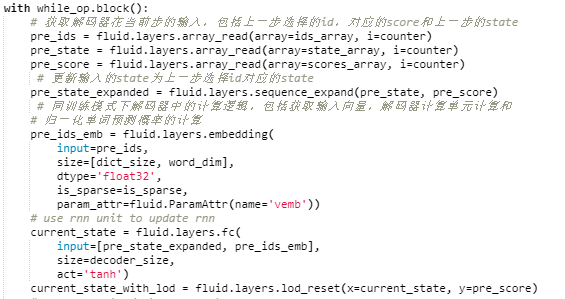 with while_op.block():
# 获取解码器在当前步的输入，包括上一步选择的id，对应的score和上一步的state
pre_ids = fluid.layers.array_read(array=ids_array, i=counter)
pre_state = fluid.layers.array_read(array=state_array, i=counter)
pre_score = fluid.layers.array_read(array=scores_array, i=counter)
# 更新输入的state为上一步选择id对应的state
pre_state_expanded = fluid.layers.sequence_expand(pre_state, pre_score)
# 同训练模式下解码器中的计算逻辑，包括获取输入向量，解码器计算单元计算和
# 归一化单词预测概率的计算
pre_ids_emb = fluid.layers.embedding(
input=pre_ids,
size=[dict_size, word_dim],
dtype='float32',
is_sparse=is_sparse,
param_attr=fluid.ParamAttr(name='vemb'))
# use rnn unit to update rnn
current_state = fluid.layers.fc(
input=[pre_state_expanded, pre_ids_emb],
size=decoder_size,
act='tanh')
current_state_with_lod = fluid.layers.lod_reset(x=current_state, y=pre_score)